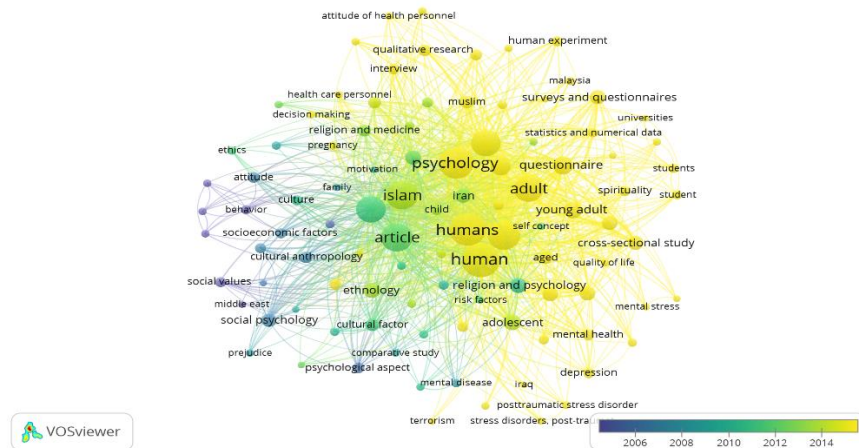 attitude of health personnel
human experiment
qualitative research
interview
malaysia
health care personnel
muslim
surveys and questionnaires
decision making
universities
religion and medicine
statistics and numerical data
pregnancy
ethics
psychology
questionnaire
motivation
students
attitude
family
adult
spirituality
student
culture
islam
iran
behavior
child
young adult
socioeconomic factors
humans
self concept
article
cross-sectional study
cultural anthropology
human
aged
quality of life
social values
religion and psychology
ethnology
middle east
risk factors
mental stress
social psychology
cultural factor
adolescent
mental health
prejudice
comparative study
psychological aspect
depression
mental disease
iraq
posttraumatic stress disorder
terrorism
stress disorders, post-trau
VOSviewer
2006 2008 2010 2012 2014